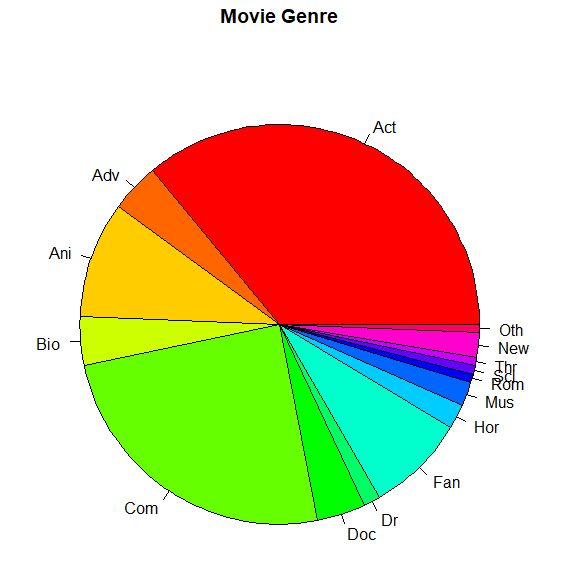 Movie Genre
Act
Adv
Ani
Bio
Com
Doc
Dr
Fan
Hor
Mus
Rom
Sci
Thr
New
Oth